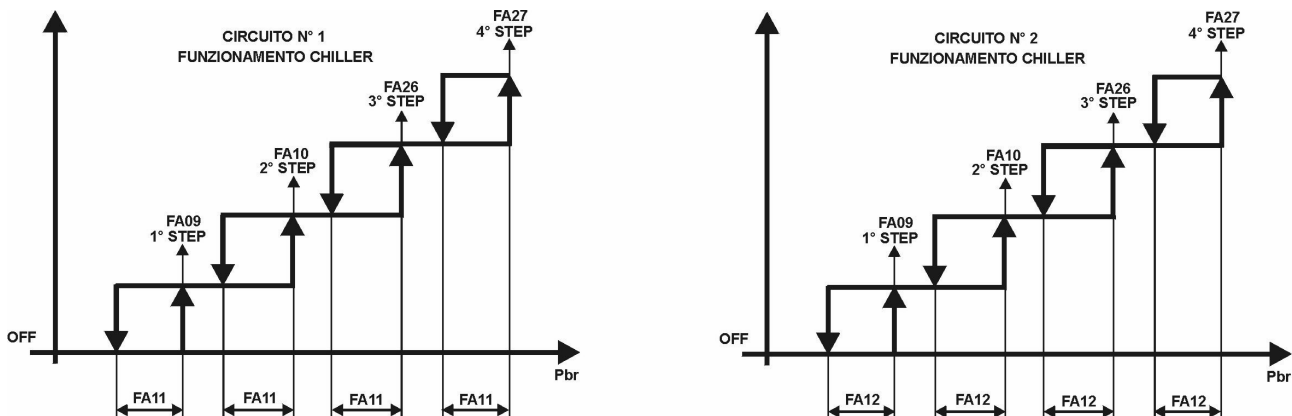 CIRCUITO N° 1
FUNZIONAMENTO CHILLER
FA27
4° STEP
FA26
3° STEP
FA10
2° STEP
FA09
1° STEP
OFF
Pbr
FA11
FA11
FA11
FA11
CIRCUITO N° 2
FUNZIONAMENTO CHILLER
FA27
4° STEP
FA26
3° STEP
FA10
2° STEP
FA09
1° STEP
OFF
Pbr
FA12
FA12
FA12
FA12